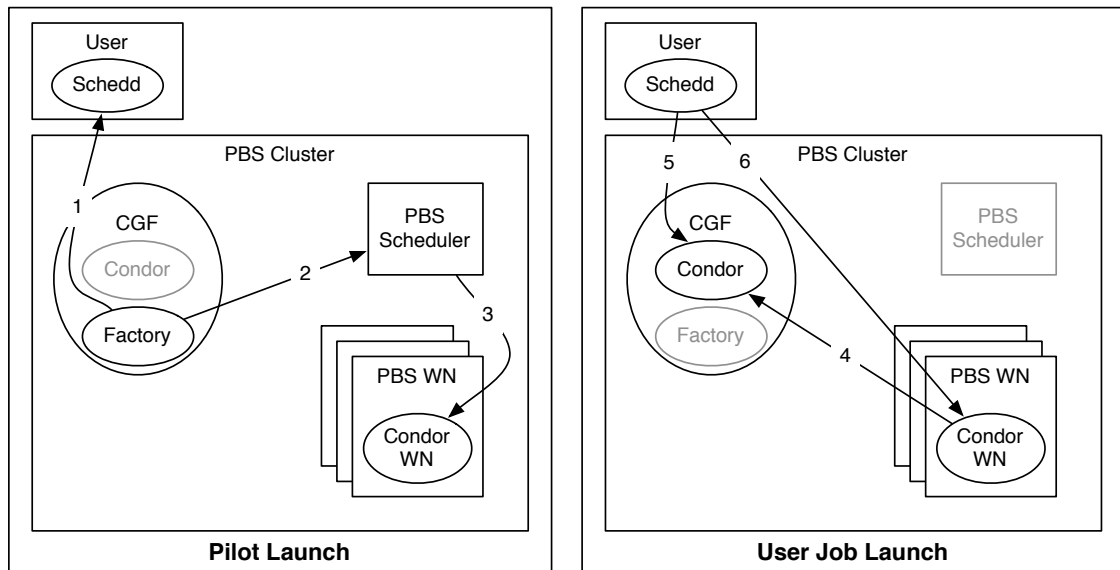 User
Schedd
PBS Cluster
1
CGF
Condor
Factory
2
PBS
Scheduler
3
PBS WN
Condor
WN
Pilot Launch
User
Schedd
5
6
PBS Cluster
CGF
Condor
Factory
PBS
Scheduler
4
PBS WN
Condor
WN
User Job Launch